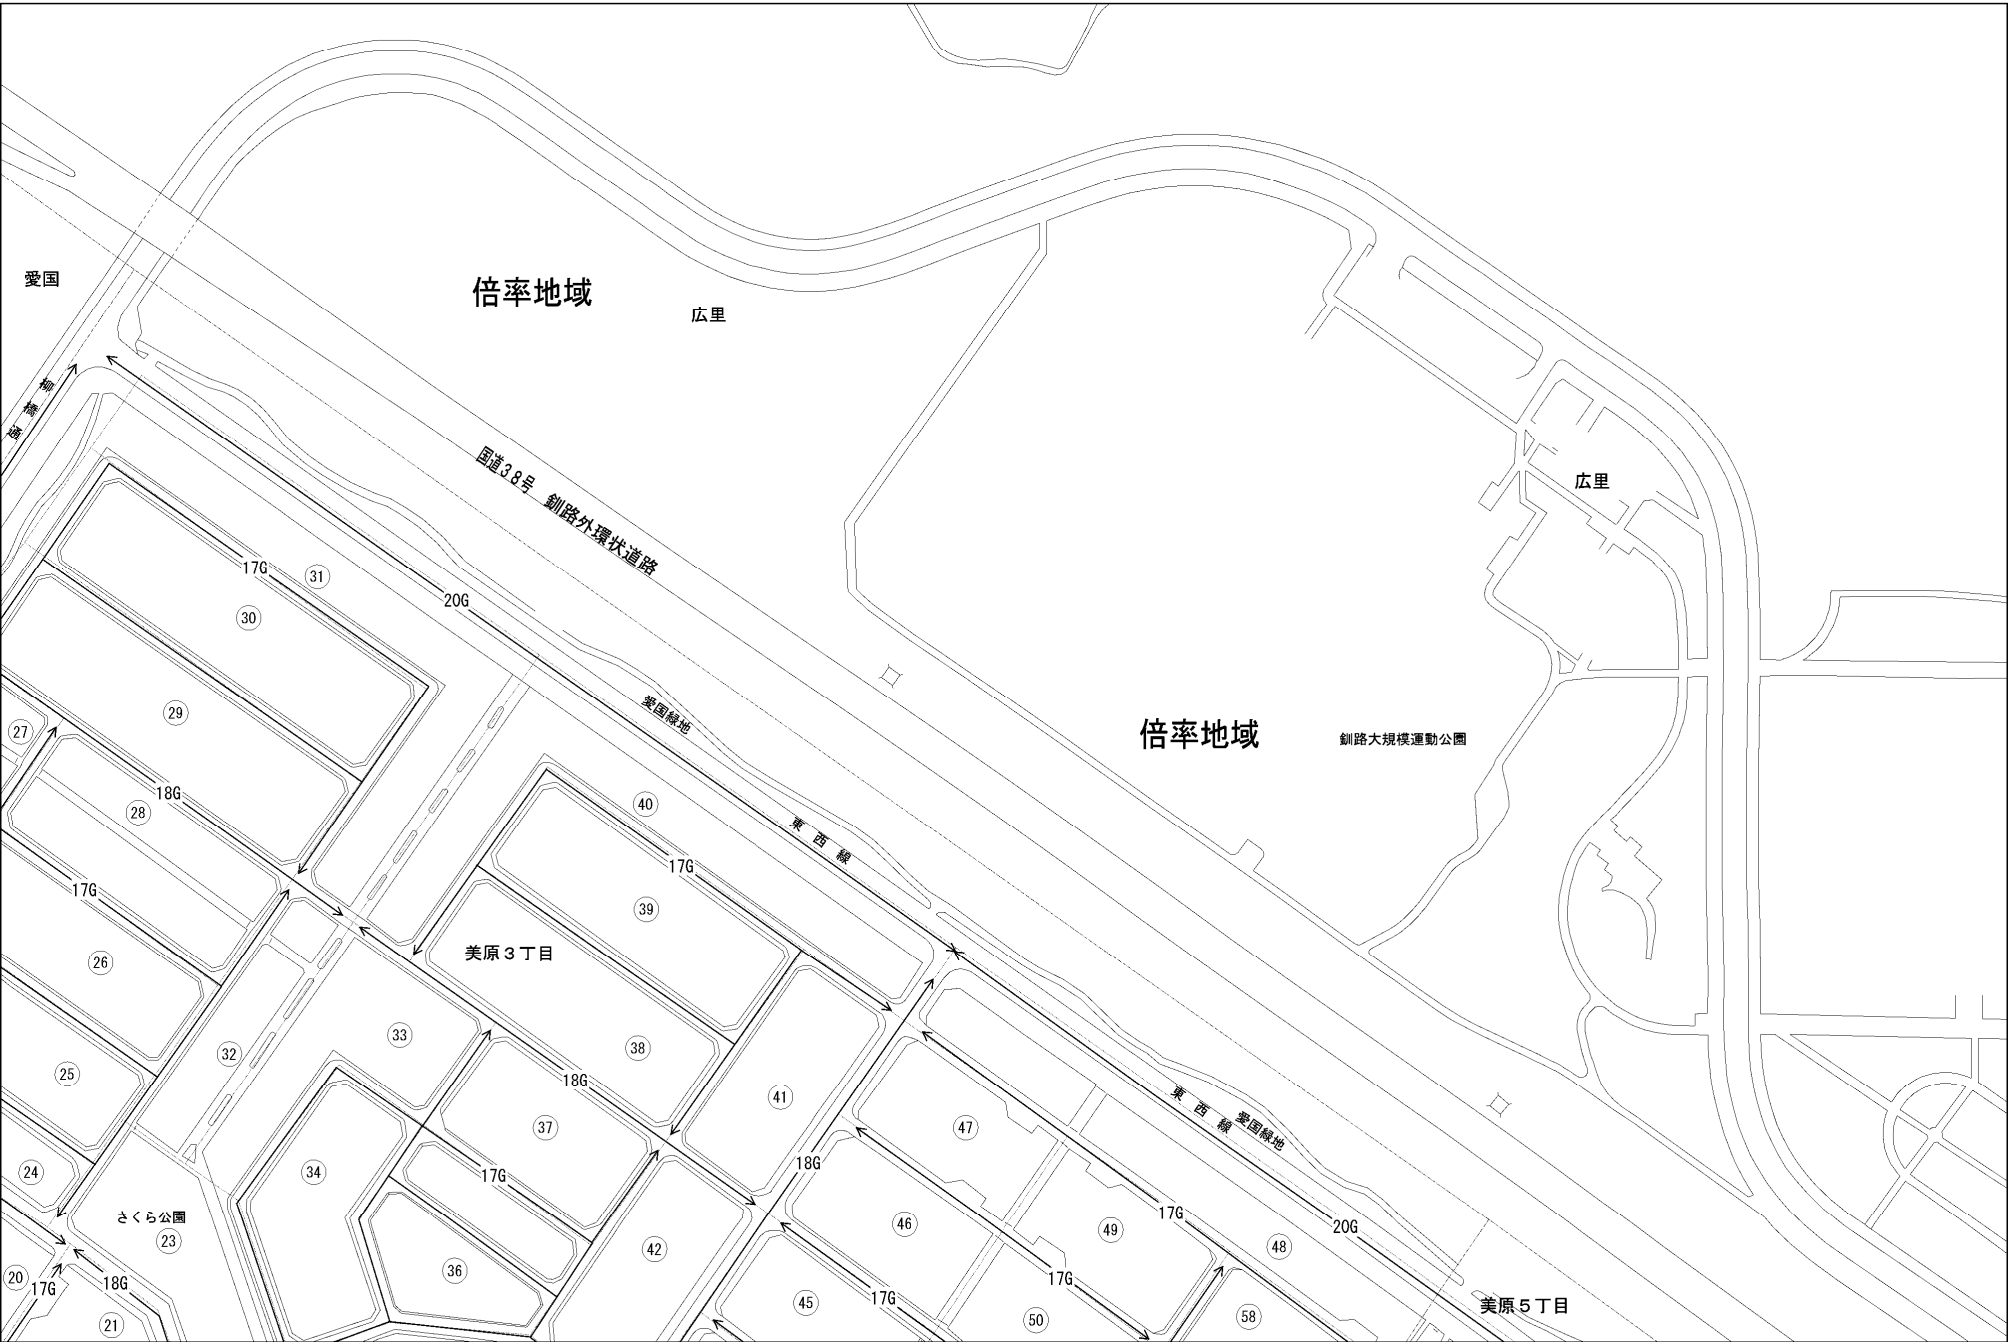 愛国
倍率地域
広里
柳橋通
国道38号 釧路外環状道路
広里
17G
31
30
20G
愛国緑地
29
27
倍率地域
釧路大規模運動公園
18G
28
40
東西線
17G
17G
39
26
美原3丁目
33
38
32
25
18G
41
37
47
東西線
愛国緑地
24
34
17G
18G
さくら公園
23
46
49
17G
20G
42
48
20
17G
18G
36
17G
17G
45
50
58
21
美原5丁目